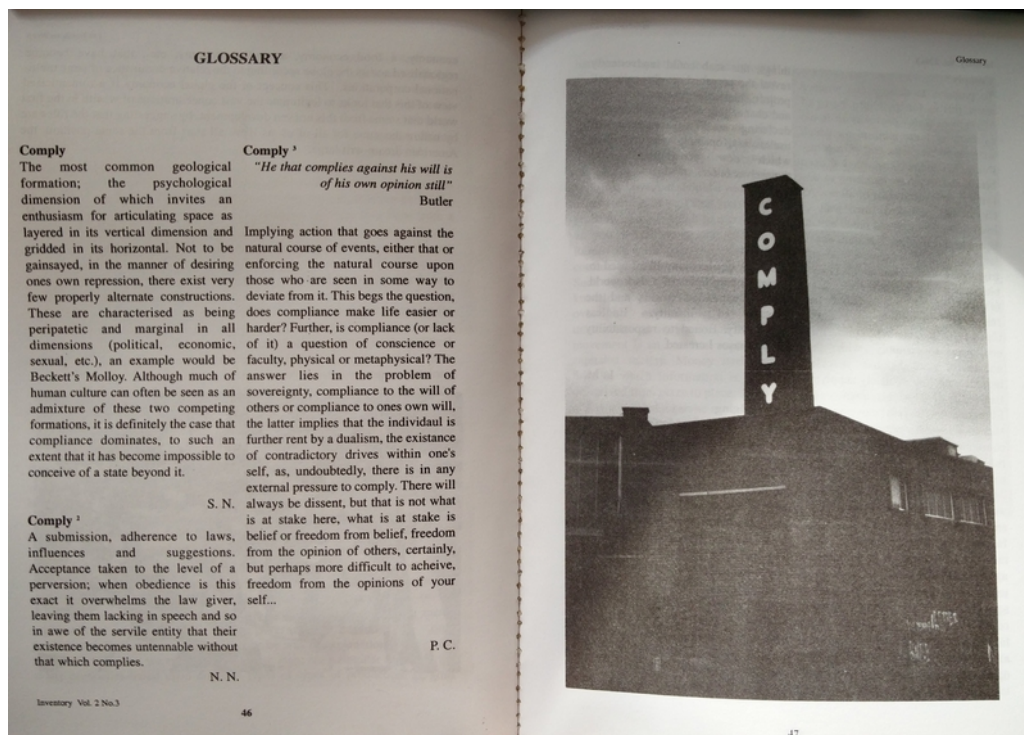 GLOSSARY
Comply
The most common geological
formation; the psychological
dimension of which invites an
enthusiasm for articulating space as
layered in its vertical dimension and
gridded in its horizontal. Not to be
gainsayed, in the manner of desiring
ones own repression, there exist very
few properly alternate constructions.
These are characterised as being
peripatetic and marginal in all
dimensions (political, economic,
sexual, etc.), an example would be
Beckett's Molloy. Although much of
human culture can often be seen as an
admixture of these two competing
formations, it is definitely the case that
compliance dominates, to such an
extent that it has become impossible to
conceive of a state beyond it.
S. N.
Comply ²
A submission, adherence to laws,
influences and suggestions.
Acceptance taken to the level of a
perversion; when obedience is this
exact it overwhelms the law giver,
leaving them lacking in speech and so
in awe of the servile entity that their
existence becomes untennable without
that which complies.
N. N.
Comply ³
"He that complies against his will is
of his own opinion still"
Butler
Implying action that goes against the
natural course of events, either that or
enforcing the natural course upon
those who are seen in some way to
deviate from it. This begs the question,
does compliance make life easier or
harder? Further, is compliance (or lack
of it) a question of conscience or
faculty, physical or metaphysical? The
answer lies in the problem of
sovereignty, compliance to the will of
others or compliance to ones own will,
the latter implies that the individaul is
further rent by a dualism, the existance
of contradictory drives within one's
self, as, undoubtedly, there is in any
external pressure to comply. There will
always be dissent, but that is not what
is at stake here, what is at stake is
belief or freedom from belief, freedom
from the opinion of others, certainly,
but perhaps more difficult to acheive,
freedom from the opinions of your
self...
P. C.
Inventory Vol. 2 No.3
46
Glossary
COMPLY
47